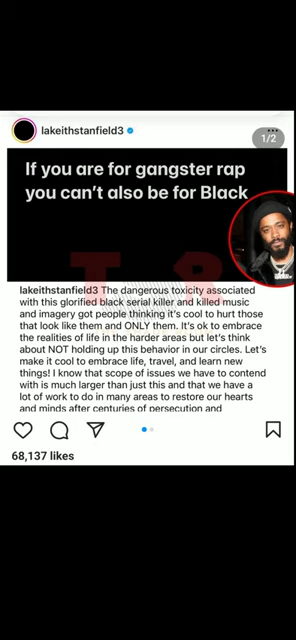 lakeithstanfield3
1/2
If you are for gangster rap
you can't also be for Black
T R
lakeithstanfield3 The dangerous toxicity associated
with this glorified black serial killer and killed music
and imagery got people thinking it's cool to hurt those
that look like them and ONLY them. It's ok to embrace
the realities of life in the harder areas but let's think
about NOT holding up this behavior in our circles. Let's
make it cool to embrace life, travel, and learn new
things! I know that scope of issues we have to contend
with is much larger than just this and that we have a
lot of work to do in many areas to restore our hearts
and minds after centuries of persecution and
68,137 likes